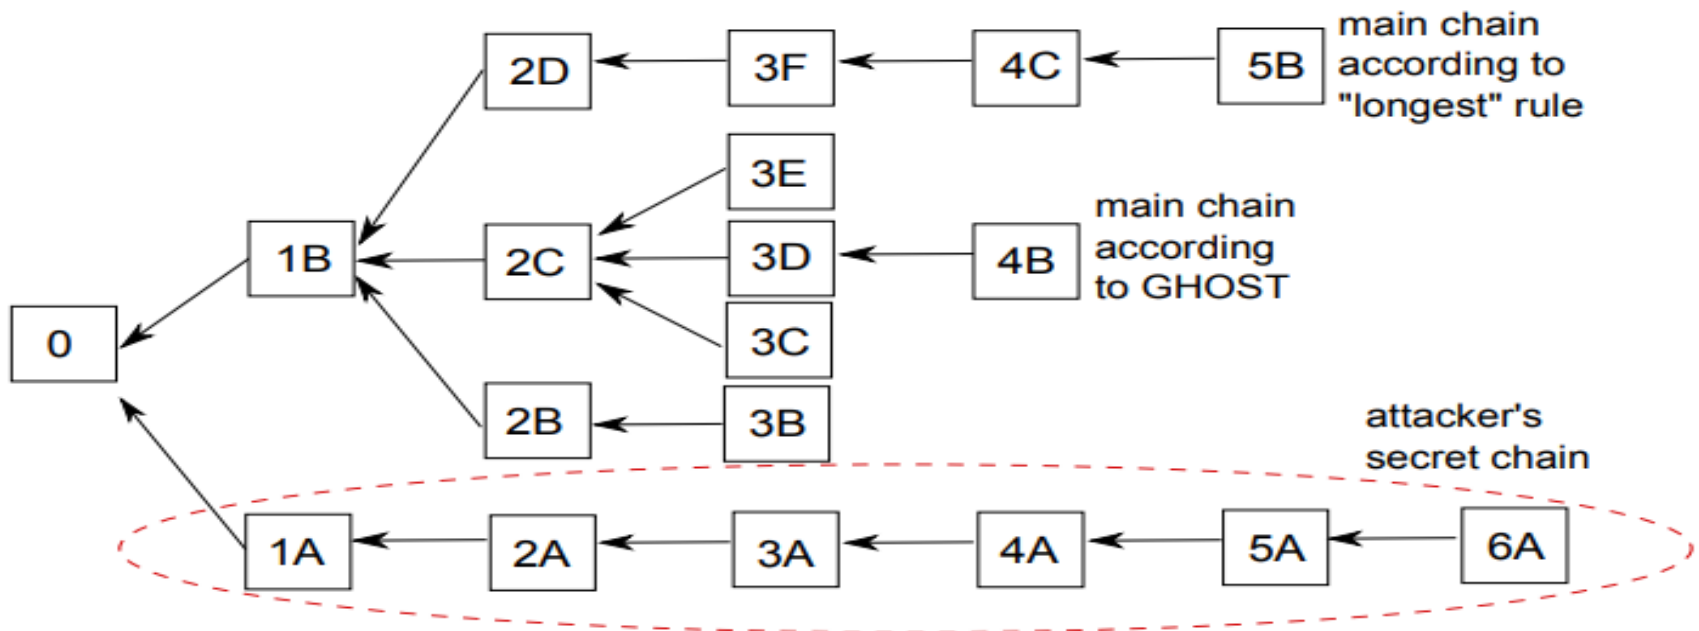 2D 3F 4C 5B
main chain
according to
"longest" rule
3E
1B 2C 3D 4B
main chain
according
to GHOST
0
3C
2B 3B
attacker's
secret chain
1A 2A 3A 4A 5A 6A